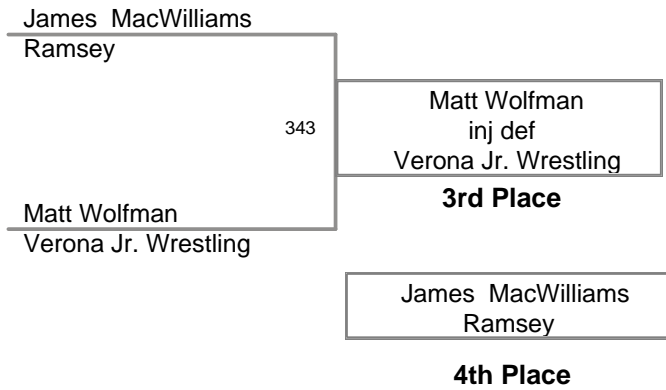 James MacWilliams
Ramsey
343
Matt Wolfman
inj def
Verona Jr. Wrestling
3rd Place
Matt Wolfman
Verona Jr. Wrestling
James MacWilliams
Ramsey
4th Place